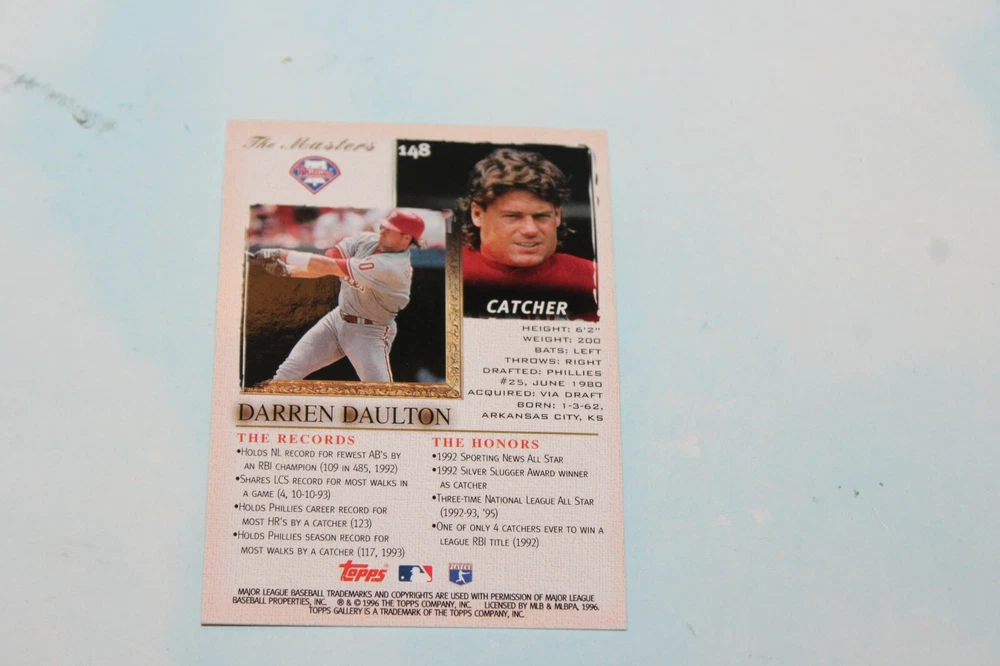 The Masters
148
Phillies
0
CATCHER
HEIGHT: 6'2"
WEIGHT: 200
BATS: LEFT
THROWS: RIGHT
DRAFTED: PHILLIES
#25, JUNE 1980
ACQUIRED: VIA DRAFT
BORN: 1-3-62,
ARKANSAS CITY, KS
DARREN DAULTON
THE RECORDS
•HOLDS NL RECORD FOR FEWEST AB'S BY
AN RBI CHAMPION (109 IN 485, 1992)
•SHARES LCS RECORD FOR MOST WALKS IN
A GAME (4, 10-10-93)
•HOLDS PHILLIES CAREER RECORD FOR
MOST HR'S BY A CATCHER (123)
•HOLDS PHILLIES SEASON RECORD FOR
MOST WALKS BY A CATCHER (117, 1993)
THE HONORS
•1992 SPORTING NEWS ALL STAR
•1992 SILVER SLUGGER AWARD WINNER
AS CATCHER
•THREE-TIME NATIONAL LEAGUE ALL STAR
(1992-93, '95)
•ONE OF ONLY 4 CATCHERS EVER TO WIN A
LEAGUE RBI TITLE (1992)
Topps
MAJOR LEAGUE BASEBALL TRADEMARKS AND COPYRIGHTS ARE USED WITH PERMISSION OF MAJOR LEAGUE
BASEBALL PROPERTIES, INC. ® & © 1996 THE TOPPS COMPANY, INC. LICENSED BY MLB & MLBPA, 1996.
TOPPS GALLERY IS A TRADEMARK OF THE TOPPS COMPANY, INC.